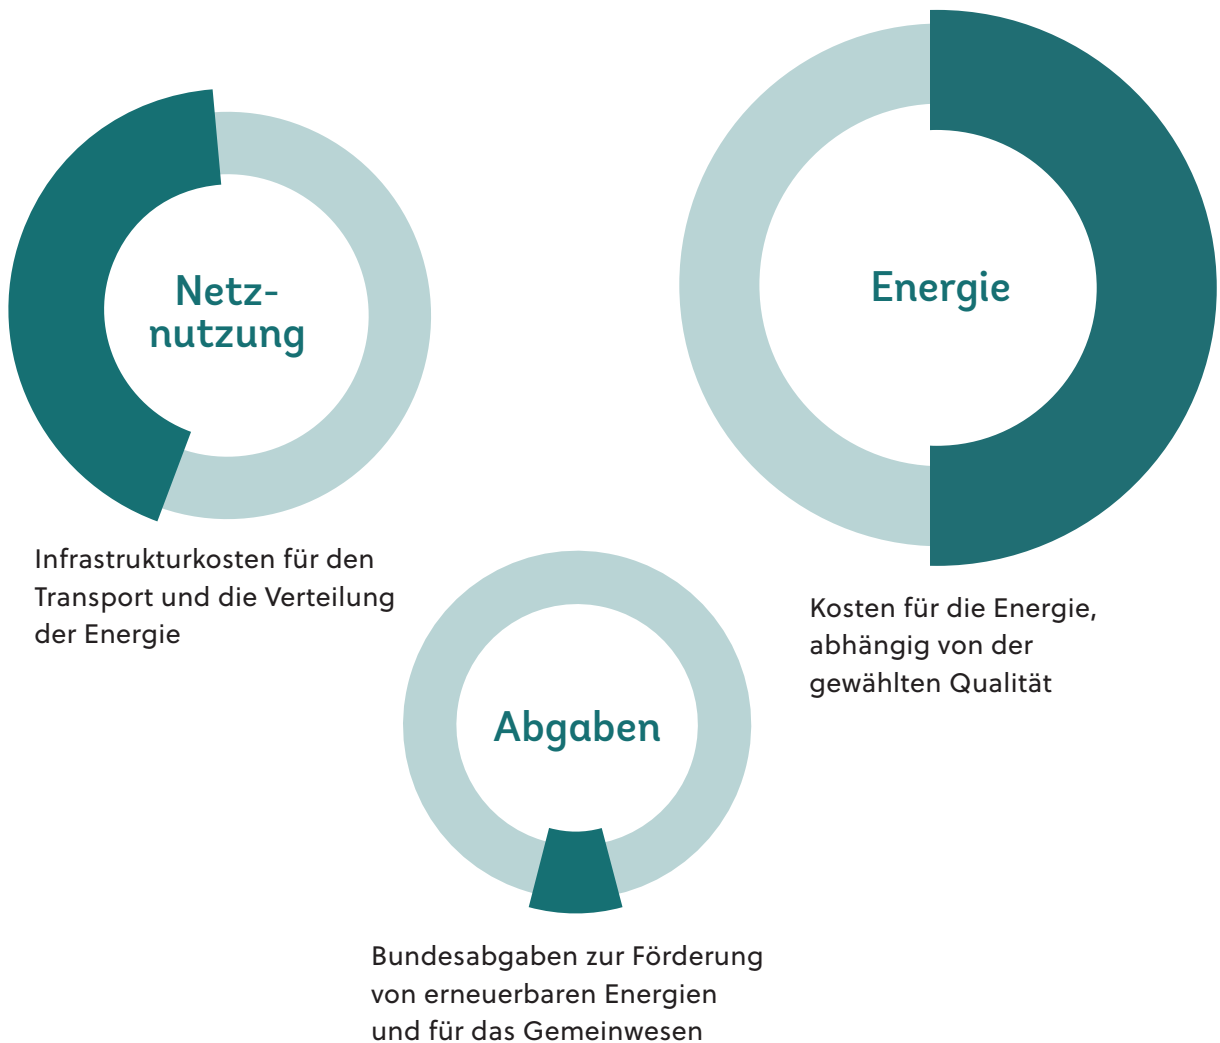 Netz-
nutzung
Infrastrukturkosten für den
Transport und die Verteilung
der Energie
Energie
Kosten für die Energie,
abhängig von der
gewählten Qualität
Abgaben
Bundesabgaben zur Förderung
von erneuerbaren Energien
und für das Gemeinwesen